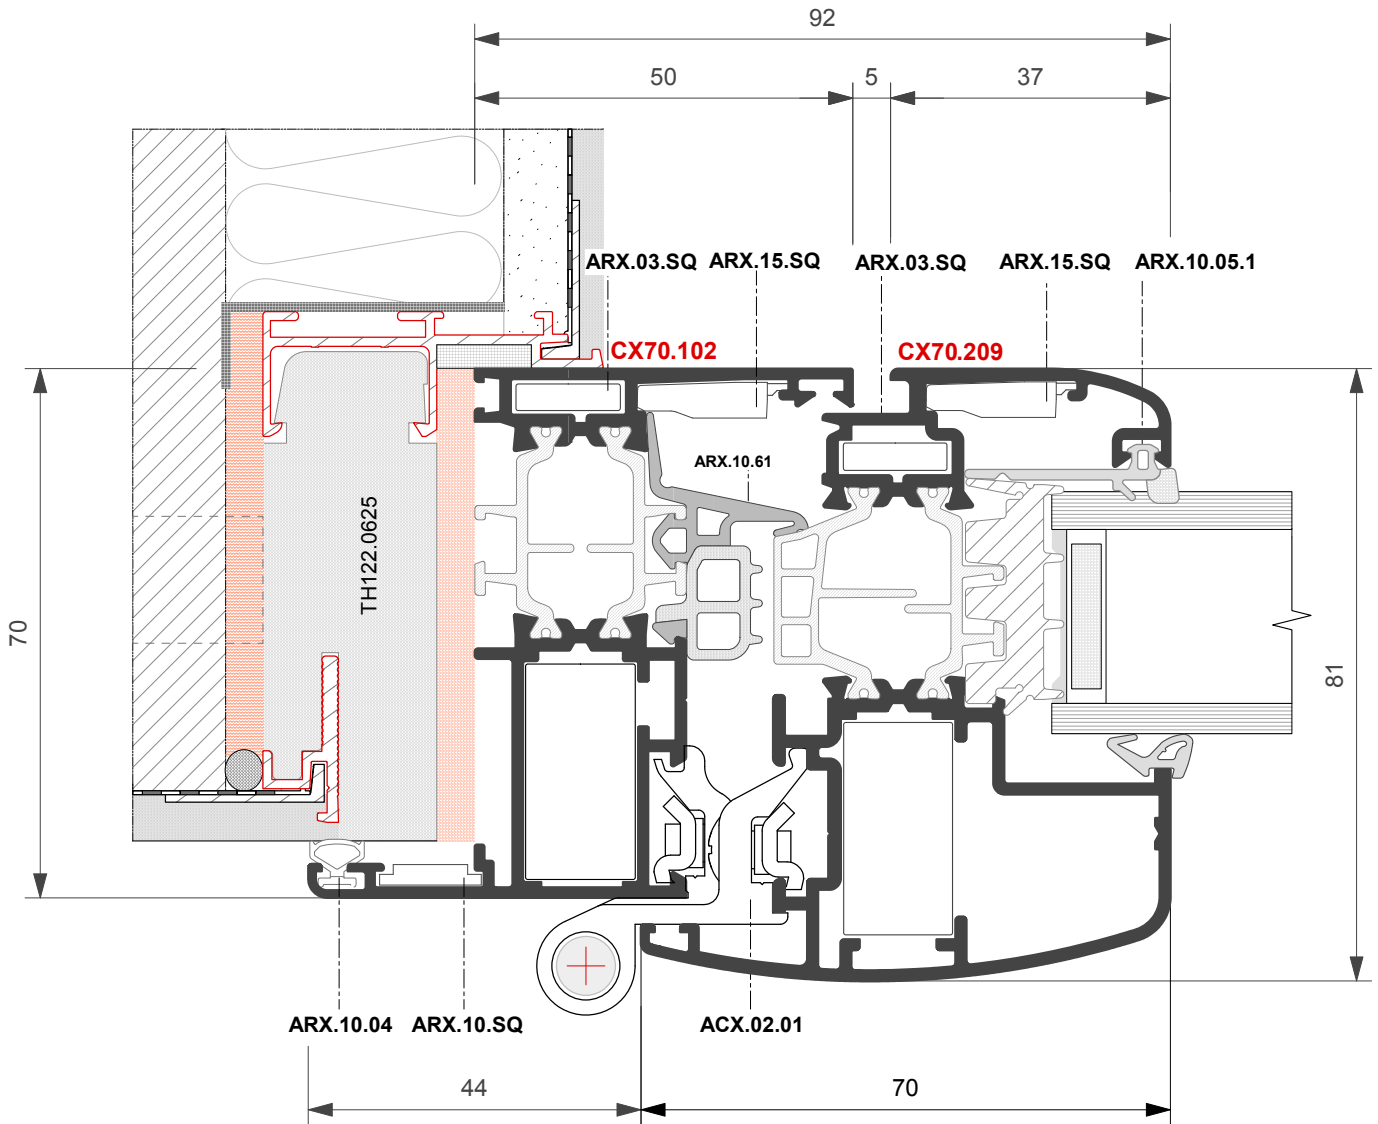 92
50 5 37
ARX.03.SQ ARX.15.SQ ARX.03.SQ ARX.15.SQ ARX.10.05.1
CX70.102 CX70.209
ARX.10.61
TH122.0625
70
81
ARX.10.04 ARX.10.SQ ACX.02.01
44 70